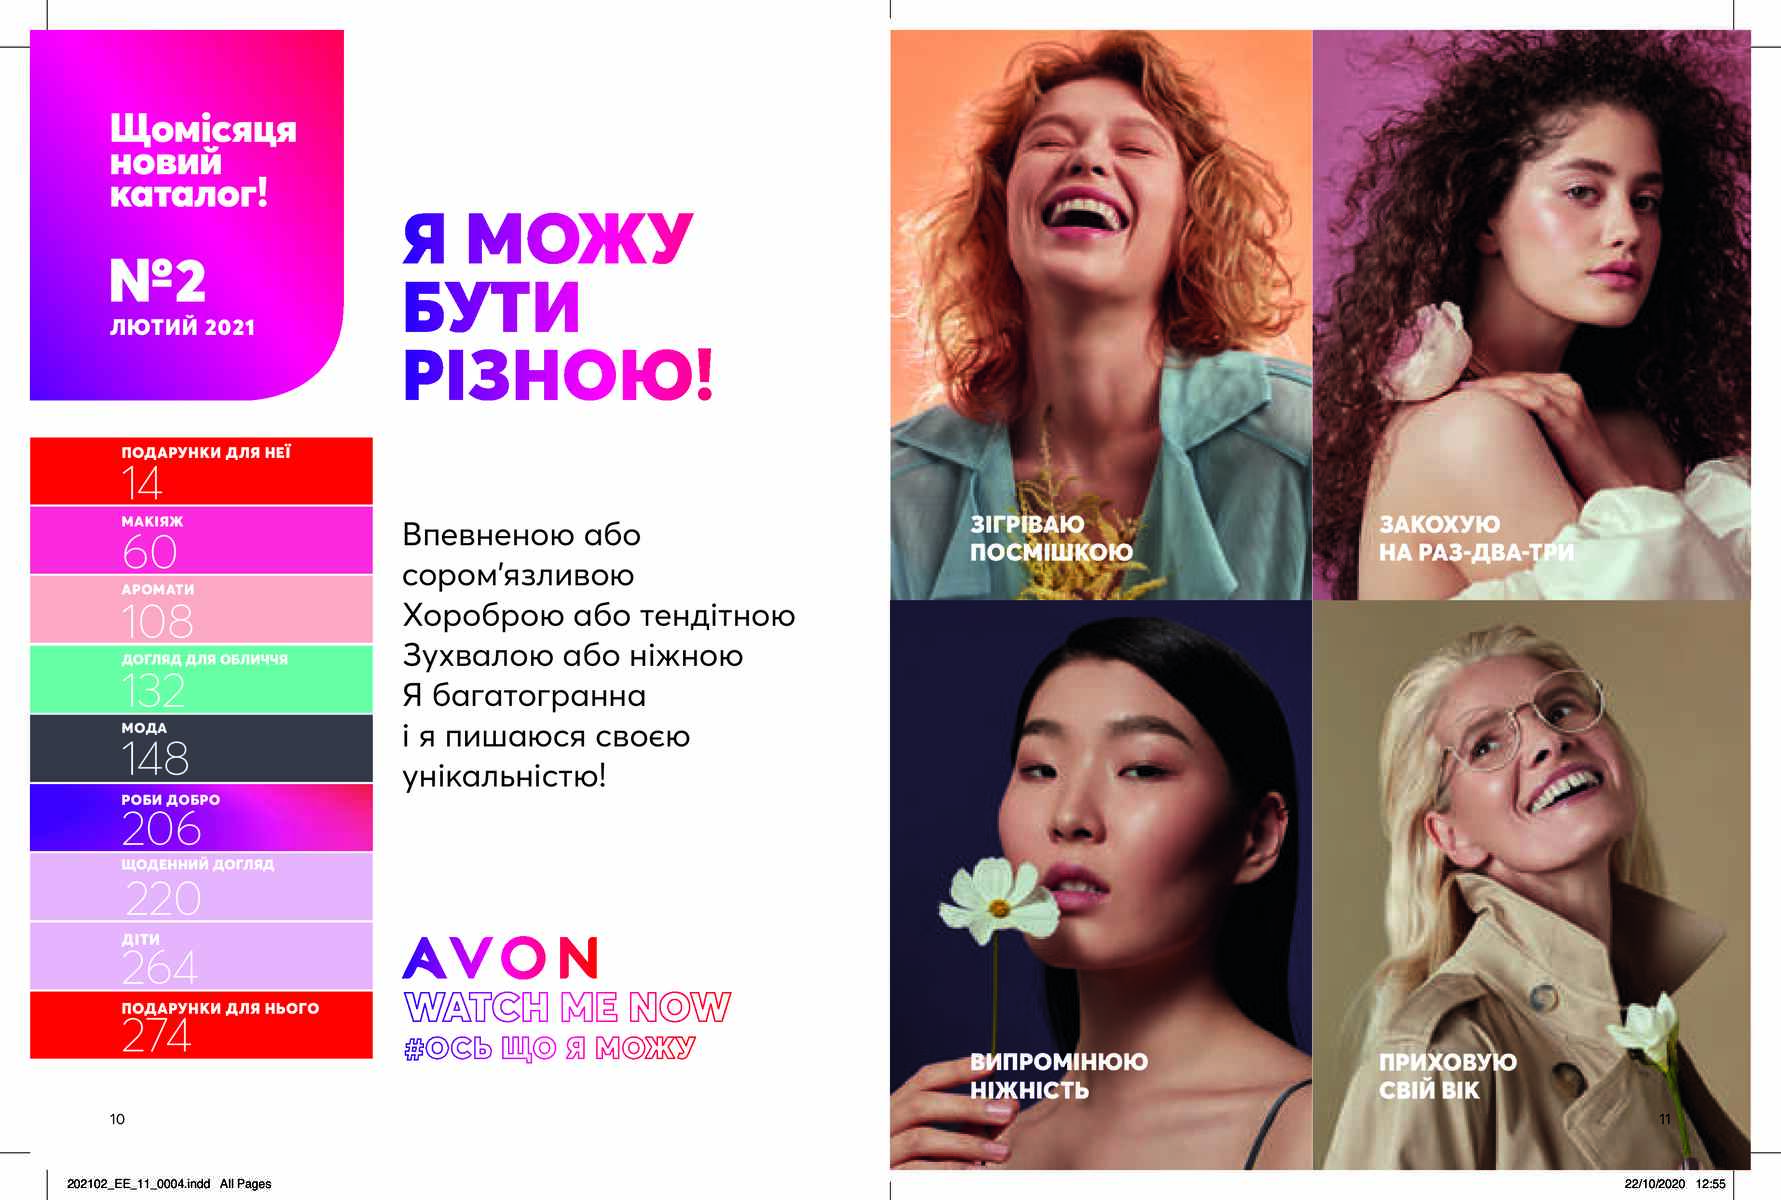 Щомісяця
новий
каталог!
№2
ЛЮТИЙ 2021
ПОДАРУНКИ ДЛЯ НЕЇ
14
МАКІЯЖ
60
АРОМАТИ
108
ДОГЛЯД ДЛЯ ОБЛИЧЧЯ
132
МОДА
148
РОБИ ДОБРО
206
ЩОДЕННИЙ ДОГЛЯД
220
ДІТИ
264
ПОДАРУНКИ ДЛЯ НЬОГО
274
10
Я МОЖУ
БУТИ
РІЗНОЮ!
Впевненою або
сором'язливою
Хороброю або тендітною
Зухвалою або ніжною
Я багатогранна
і я пишаюся своєю
унікальністю!
AVON
WATCH ME NOW
#ОСЬ ЩО Я МОЖУ
ЗІГРІВАЮ
ПОСМІШКОЮ
ЗАКОХУЮ
НА РАЗ-ДВА-ТРИ
ВИПРОМІНЮЮ
НІЖНІСТЬ
ПРИХОВУЮ
СВІЙ ВІК
11
202102_EE_11_0004.indd All Pages
22/10/2020 12:55